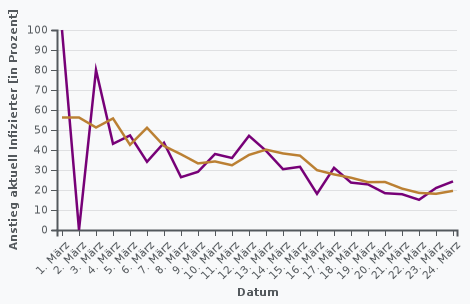 Anstieg aktuell Infizierter [in Prozent]
100
90
80
70
60
50
40
30
20
10
0
1. März
2. März
3. März
4. März
5. März
6. März
7. März
8. März
9. März
10. März
11. März
12. März
13. März
14. März
15. März
16. März
17. März
18. März
19. März
20. März
21. März
22. März
23. März
24. März
Datum